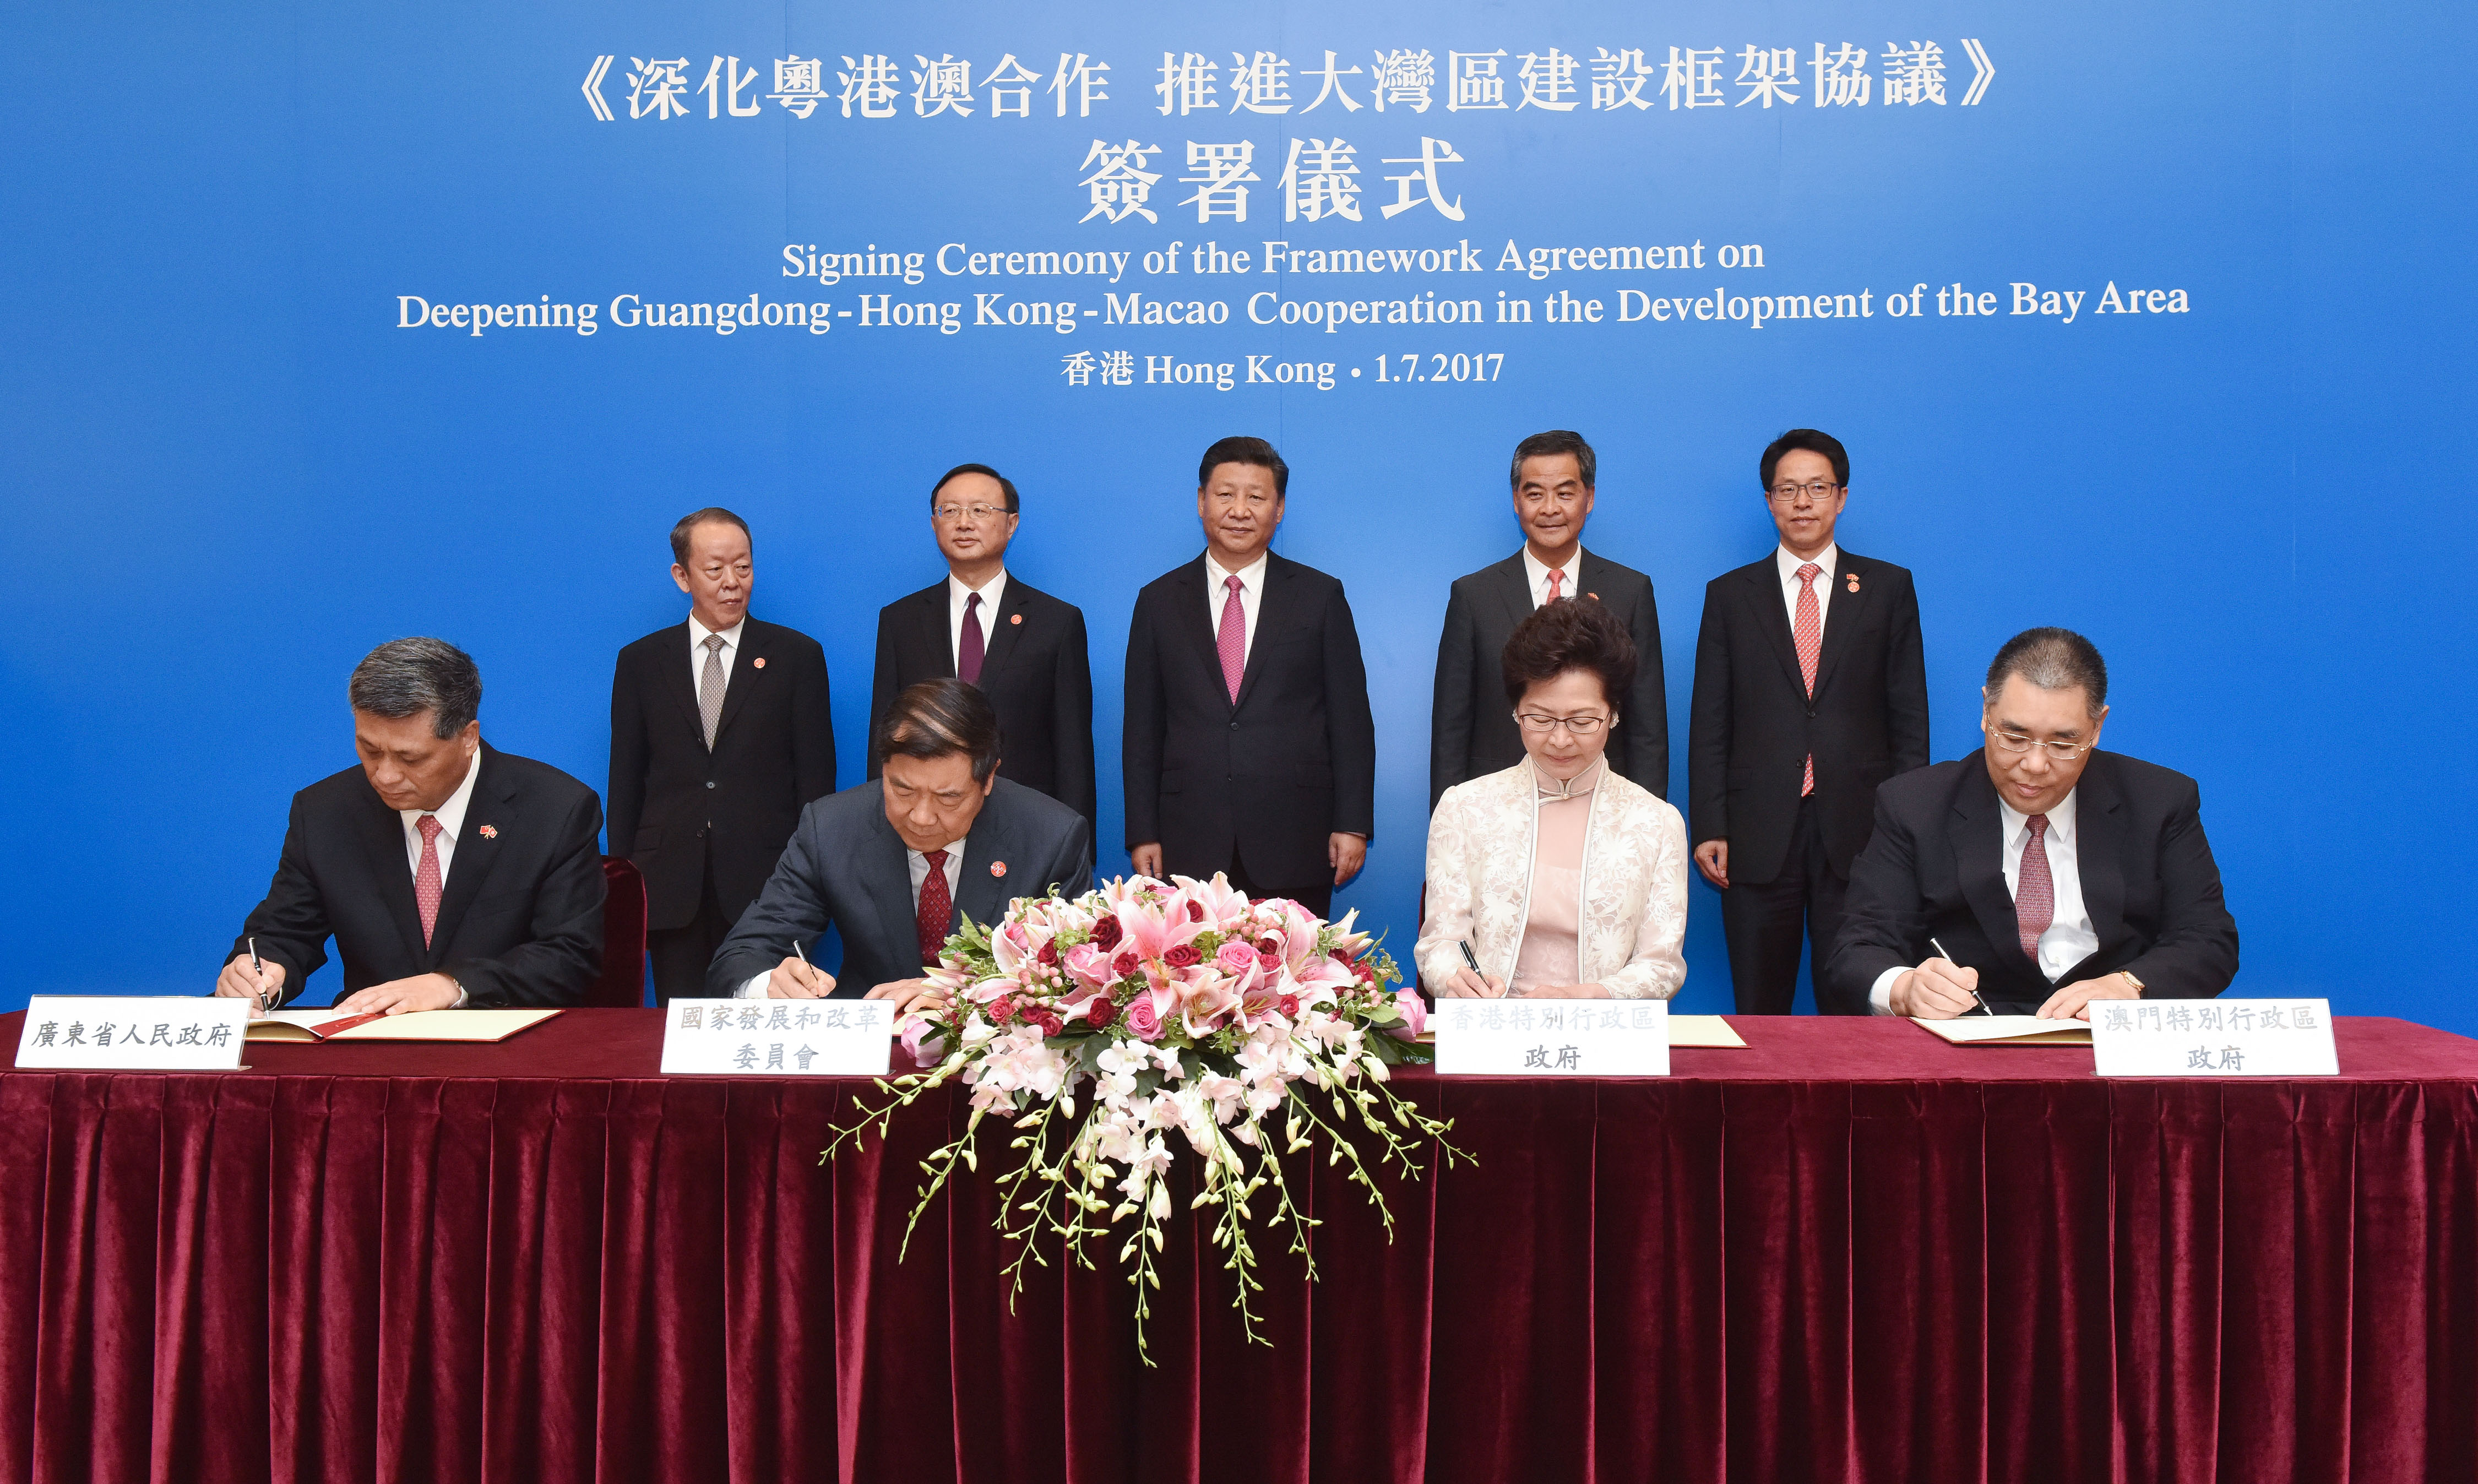 《深化粵港澳合作 推進大灣區建設框架協議》
簽署儀式
Signing Ceremony of the Framework Agreement on
Deepening Guangdong-Hong Kong-Macao Cooperation in the Development of the Bay Area
香港 Hong Kong • 1.7.2017
廣東省人民政府
國家發展和改革
委員會
香港特別行政區
政府
澳門特別行政區
政府